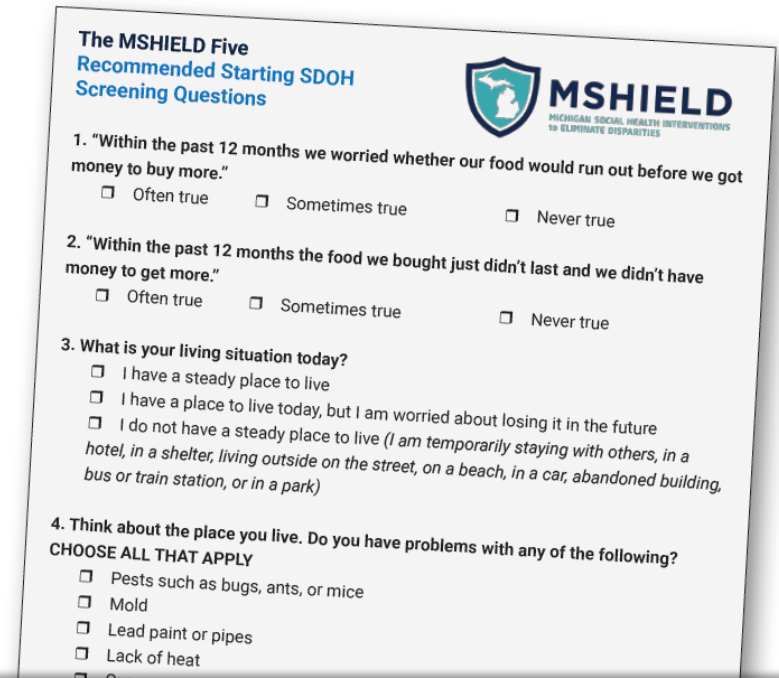 The MSHIELD Five
Recommended Starting SDOH
Screening Questions
MSHIELD
MICHIGAN SOCIAL HEALTH INTERVENTIONS
to ELIMINATE DISPARITIES
1. “Within the past 12 months we worried whether our food would run out before we got
money to buy more.”
Often true Sometimes true Never true
2. “Within the past 12 months the food we bought just didn’t last and we didn’t have
money to get more.”
Often true Sometimes true Never true
3. What is your living situation today?
I have a steady place to live
I have a place to live today, but I am worried about losing it in the future
I do not have a steady place to live (I am temporarily staying with others, in a
hotel, in a shelter, living outside on the street, on a beach, in a car, abandoned building,
bus or train station, or in a park)
4. Think about the place you live. Do you have problems with any of the following?
CHOOSE ALL THAT APPLY
Pests such as bugs, ants, or mice
Mold
Lead paint or pipes
Lack of heat